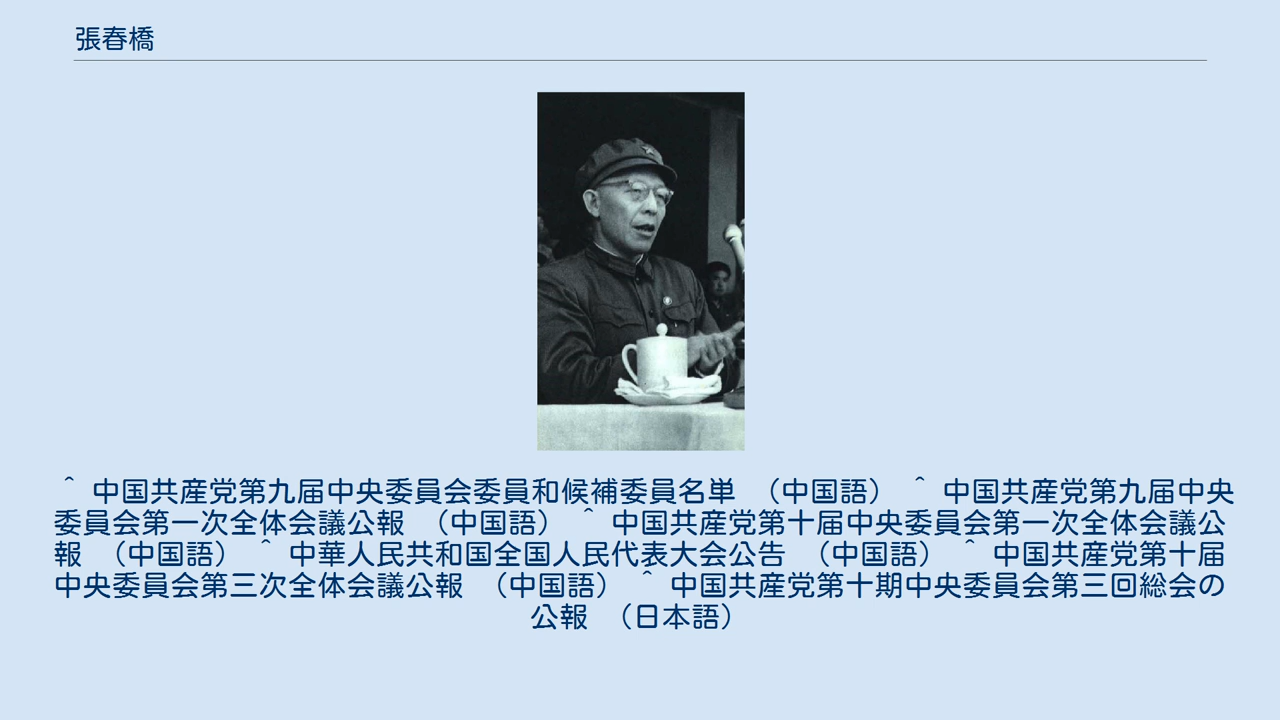 張春橋
^ 中国共産党第九届中央委員会委員和候補委員名単 （中国語） ^ 中国共産党第九届中央
委員会第一次全体会議公報 （中国語） ^ 中国共産党第十届中央委員会第一次全体会議公
報 （中国語） ^ 中華人民共和国全国人民代表大会公告 （中国語） ^ 中国共産党第十届
中央委員会第三次全体会議公報 （中国語） ^ 中国共産党第十期中央委員会第三回総会の
公報 （日本語）